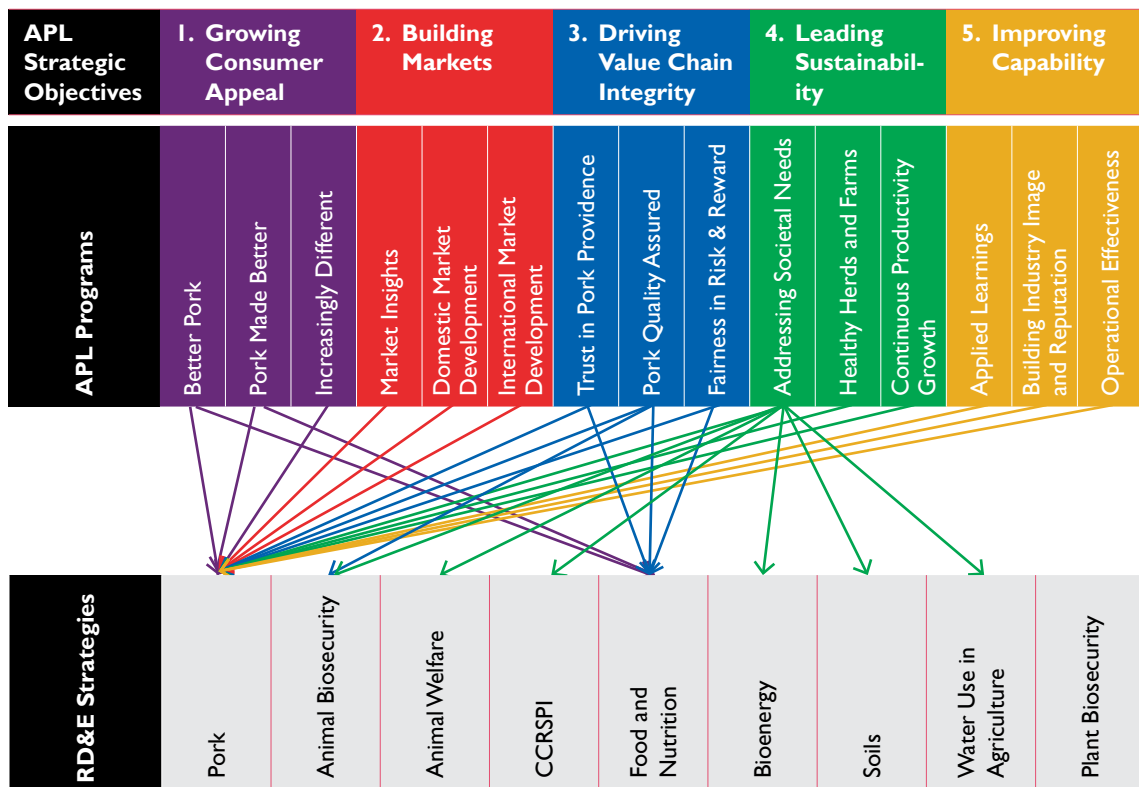 APL
Strategic
Objectives
1. Growing
Consumer
Appeal
2. Building
Markets
3. Driving
Value Chain
Integrity
4. Leading
Sustainabil-
ity
5. Improving
Capability
APL Programs
Better Pork
Pork Made Better
Increasingly Different
Market Insights
Domestic Market
Development
International Market
Development
Trust in Pork Providence
Pork Quality Assured
Fairness in Risk & Reward
Addressing Societal Needs
Healthy Herds and Farms
Continuous Productivity
Growth
Applied Learnings
Building Industry Image
and Reputation
Operational Effectiveness
RD&E Strategies
Pork
Animal Biosecurity
Animal Welfare
CCRSPI
Food and
Nutrition
Bioenergy
Soils
Water Use in
Agriculture
Plant Biosecurity